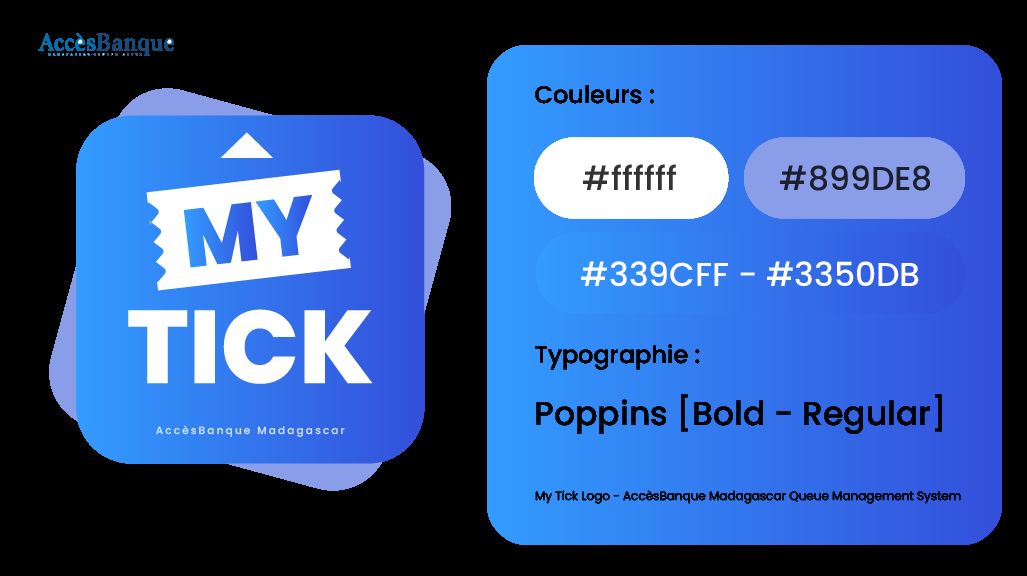 AccèsBanque
MY
TICK
AccèsBanque Madagascar
Couleurs :
#ffffff
#899DE8
#339CFF - #3350DB
Typographie :
Poppins [Bold - Regular]
My Tick Logo - AccèsBanque Madagascar Queue Management System